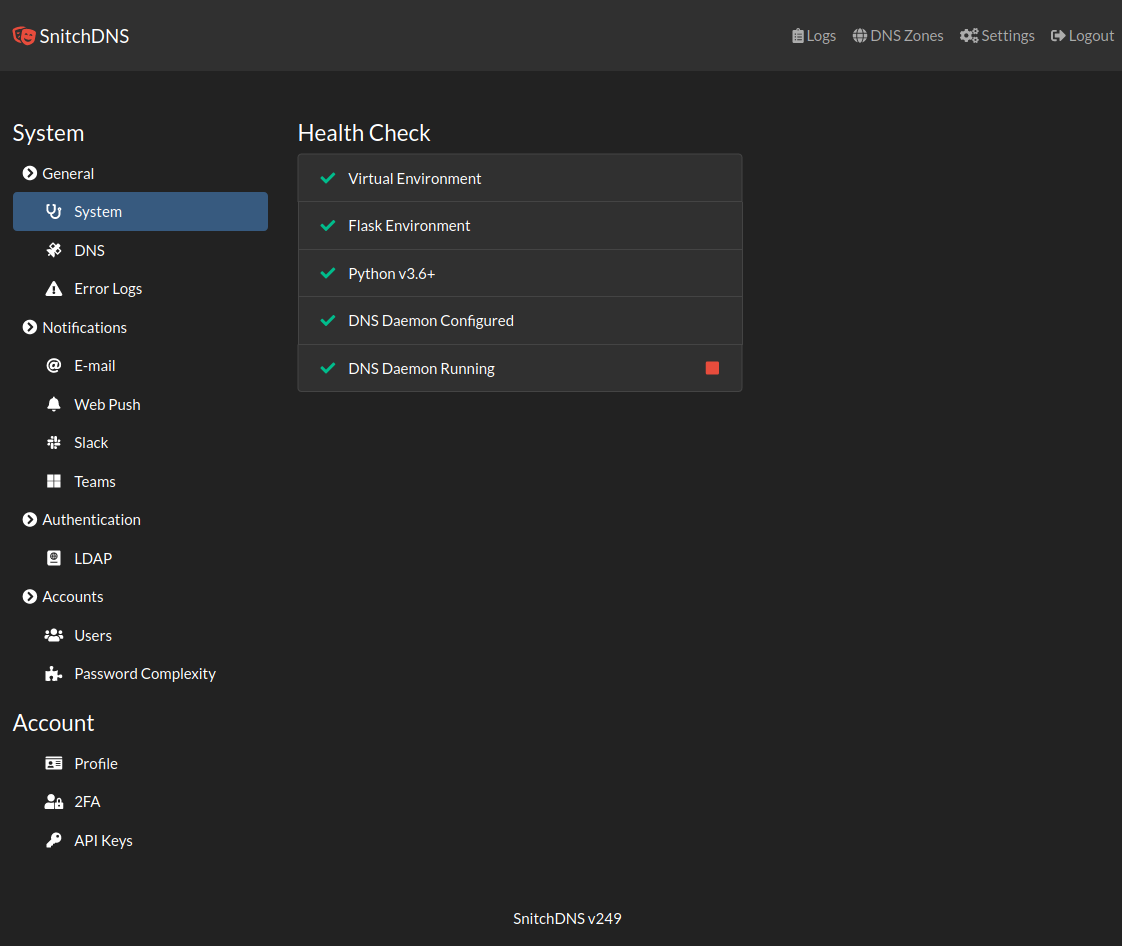 SnitchDNS
Logs
DNS Zones
Settings
Logout
System
General
System
DNS
Error Logs
Notifications
E-mail
Web Push
Slack
Teams
Authentication
LDAP
Accounts
Users
Password Complexity
Account
Profile
2FA
API Keys
Health Check
Virtual Environment
Flask Environment
Python v3.6+
DNS Daemon Configured
DNS Daemon Running
SnitchDNS v249